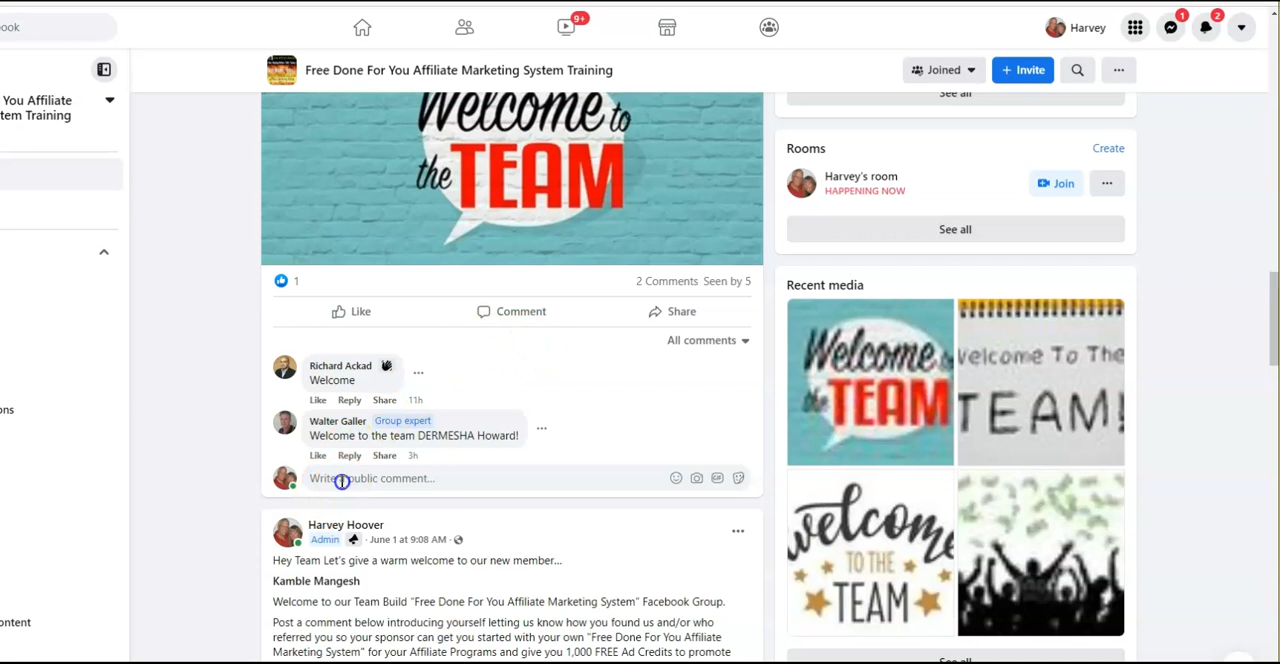 ook
9+
Harvey
1
2
You Affiliate
tem Training
Free Done For You Affiliate Marketing System Training
Joined
+ Invite
Welcome to
the TEAM
1
2 Comments Seen by 5
Like
Comment
Share
All comments
Richard Ackad
Welcome
Like Reply Share 11h
Walter Galler Group expert
Welcome to the team DERMESHA Howard!
Like Reply Share 3h
Write a public comment...
GIF
Harvey Hoover
Admin · June 1 at 9:08 AM ·
Hey Team Let's give a warm welcome to our new member...
Kamble Mangesh
Welcome to our Team Build "Free Done For You Affiliate Marketing System" Facebook Group.
Post a comment below introducing yourself letting us know how you found us and/or who
referred you so your sponsor can get you started with your own "Free Done For You Affiliate
Marketing System" for your Affiliate Programs and give you 1,000 FREE Ad Credits to promote
ons
ontent
See all
Rooms
Create
Harvey's room
HAPPENING NOW
Join
See all
Recent media
Welcome
the TEAM
Welcome To The
TEAM!
welcome
TO THE
TEAM
See all